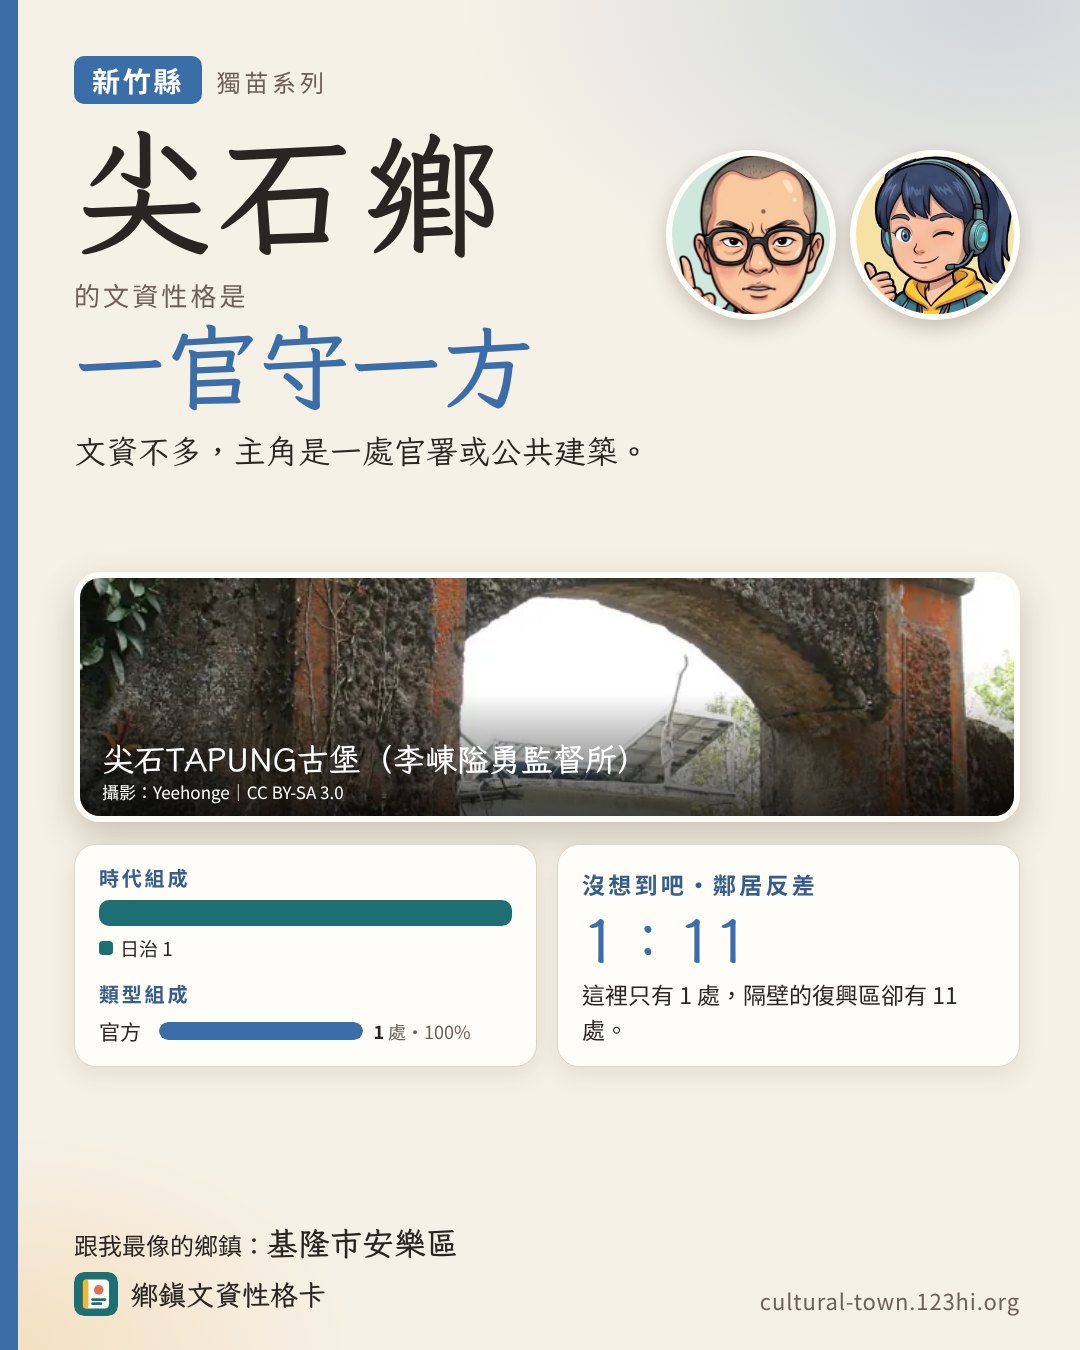 新竹縣 獨苗系列
尖石鄉
的文資性格是
一官守一方
文資不多，主角是一處官署或公共建築。
尖石TAPUNG古堡（李崠隘勇監督所）
攝影：Yeehonge｜CC BY-SA 3.0
時代組成
日治 1
類型組成
官方 1 處・100%
沒想到吧・鄰居反差
1：11
這裡只有 1 處，隔壁的復興區卻有 11
處。
跟我最像的鄉鎮：基隆市安樂區
鄉鎮文資性格卡
cultural-town.123hi.org